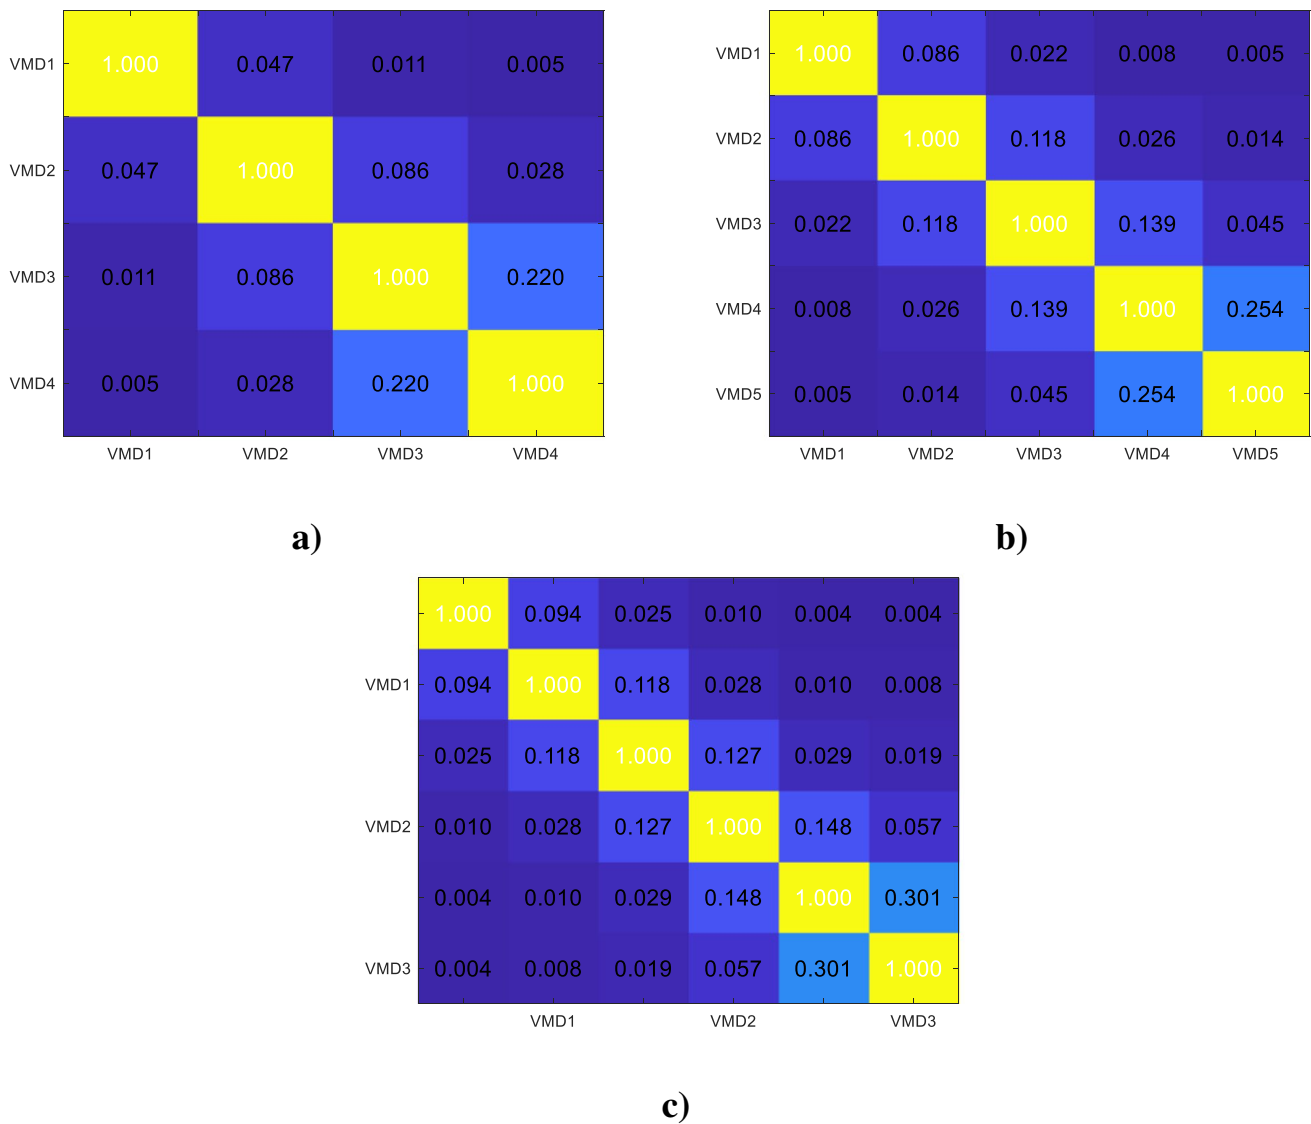 VMD1 1.000 0.047 0.011 0.005
VMD2 0.047 1.000 0.086 0.028
VMD3 0.011 0.086 1.000 0.220
VMD4 0.005 0.028 0.220 1.000
VMD1 VMD2 VMD3 VMD4
a)
VMD1 1.000 0.086 0.022 0.008 0.005
VMD2 0.086 1.000 0.118 0.026 0.014
VMD3 0.022 0.118 1.000 0.139 0.045
VMD4 0.008 0.026 0.139 1.000 0.254
VMD5 0.005 0.014 0.045 0.254 1.000
VMD1 VMD2 VMD3 VMD4 VMD5
b)
1.000 0.094 0.025 0.010 0.004 0.004
VMD1 0.094 1.000 0.118 0.028 0.010 0.008
0.025 0.118 1.000 0.127 0.029 0.019
VMD2 0.010 0.028 0.127 1.000 0.148 0.057
0.004 0.010 0.029 0.148 1.000 0.301
VMD3 0.004 0.008 0.019 0.057 0.301 1.000
VMD1 VMD2 VMD3
c)